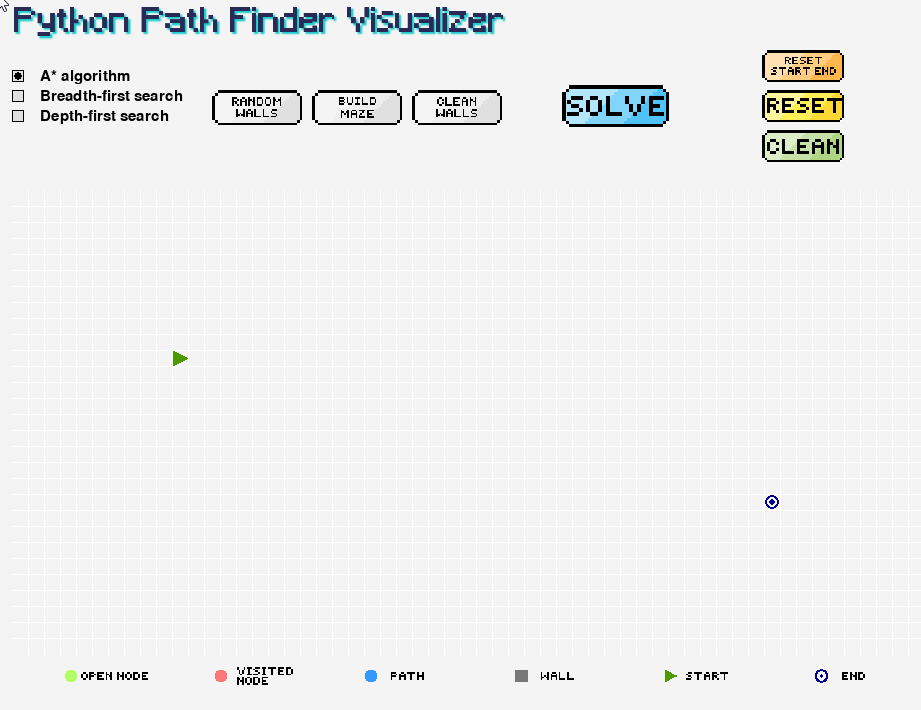 Python Path Finder Visualizer
A* algorithm
Breadth-first search
Depth-first search
RANDOM
WALLS
BUILD
MAZE
CLEAN
WALLS
SOLVE
RESET
START END
RESET
CLEAN
OPEN NODE
VISITED
NODE
PATH
WALL
START
END